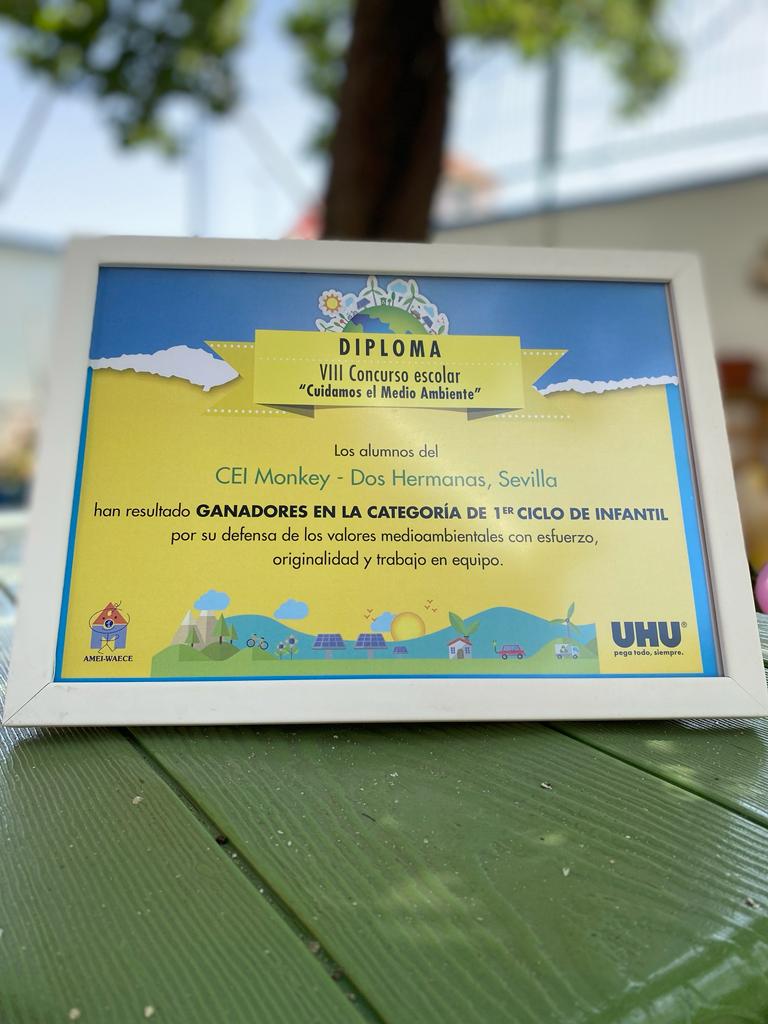 DIPLOMA
VIII Concurso escolar
"Cuidamos el Medio Ambiente"
Los alumnos del
CEI Monkey - Dos Hermanas, Sevilla
han resultado GANADORES EN LA CATEGORÍA DE 1ER CICLO DE INFANTIL
por su defensa de los valores medioambientales con esfuerzo,
originalidad y trabajo en equipo.
AMEI-WAECE
UHU®
pega todo, siempre.